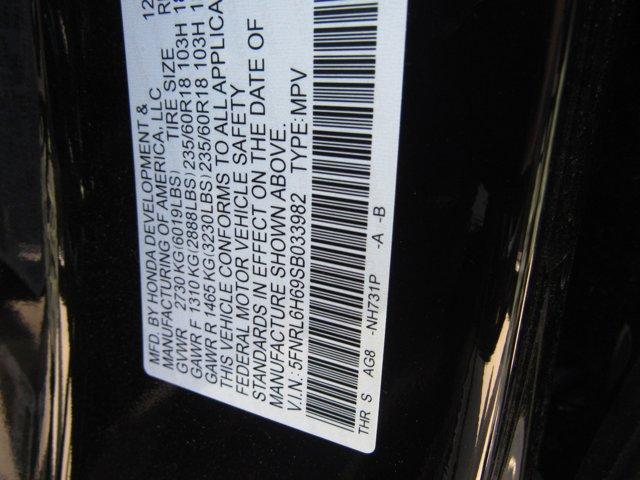 MFD. BY HONDA DEVELOPMENT & 12
MANUFACTURING OF AMERICA, LLC
TIRE SIZE
GVWR 2730 KG(6019LBS)
GAWR F 1310 KG(2888LBS)235/60R18 103H
GAWR R 1465 KG(3230LBS)235/60R18 103H
THIS VEHICLE CONFORMS TO ALL
FEDERAL MOTOR VEHICLE SAFETY
STANDARDS IN EFFECT ON THE DATE OF
MANUFACTURE SHOWN ABOVE.
V.I.N.: 5FNRL6H69SB033982 TYPE: MPV
THR S AG8 -NH731P -A -B